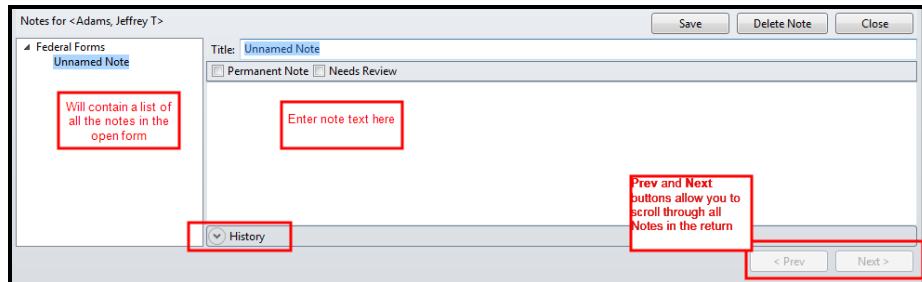 Notes for <Adams, Jeffrey T>
Save
Delete Note
Close
Federal Forms
Unnamed Note
Title: Unnamed Note
Permanent Note
Needs Review
Will contain a list of
all the notes in the
open form
Enter note text here
Prev and Next
buttons allow you to
scroll through all
Notes in the return
History
< Prev
Next >